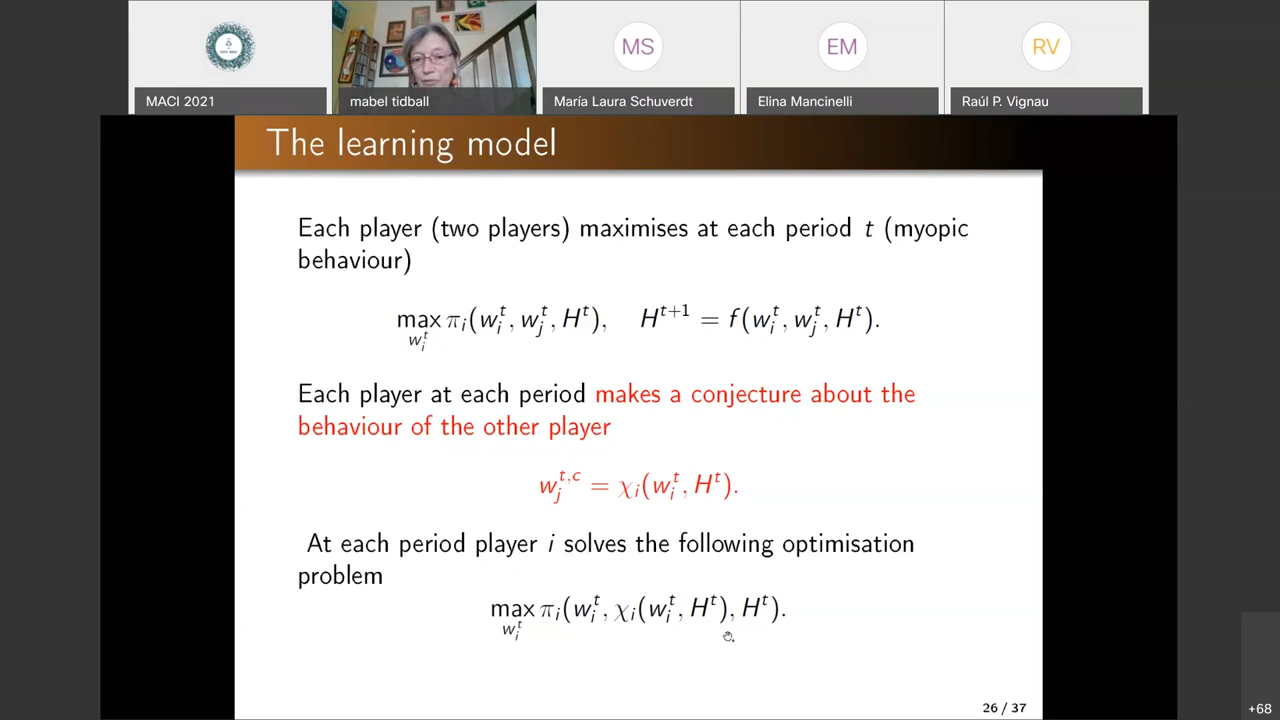 MS
EM
RV
MACI 2021
mabel tidball
María Laura Schuverdt
Elina Mancinelli
Raúl P. Vignau
The learning model
Each player (two players) maximises at each period t (myopic
behaviour)
max π_i(w_i^t, w_j^t, H^t),   H^{t+1} = f(w_i^t, w_j^t, H^t).
w_i^t
Each player at each period makes a conjecture about the
behaviour of the other player
w_j^{t,c} = χ_i(w_i^t, H^t).
At each period player i solves the following optimisation
problem
max π_i(w_i^t, χ_i(w_i^t, H^t), H^t).
w_i^t
26 / 37
+68